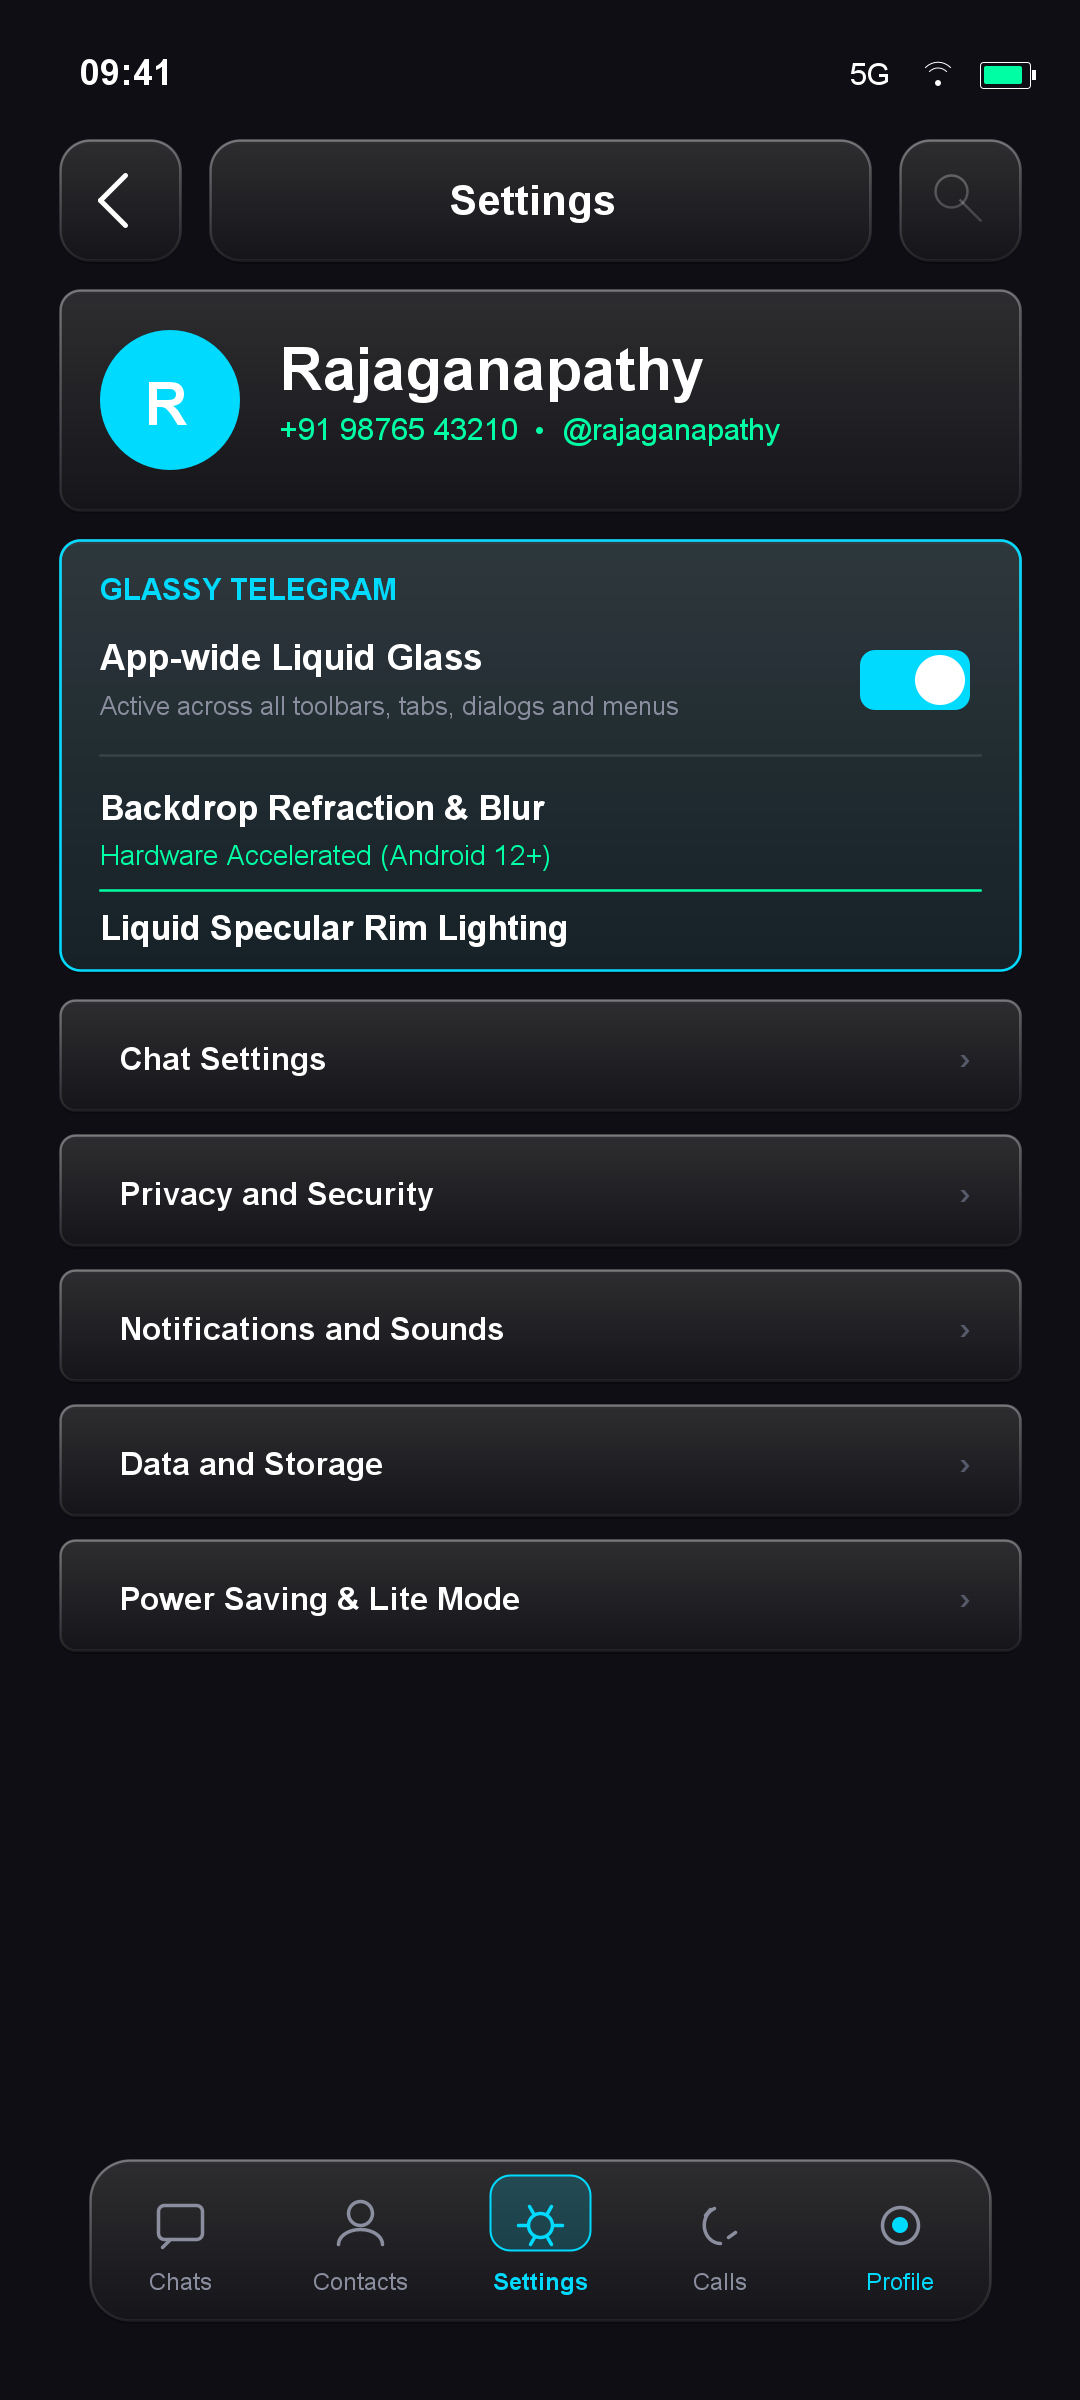 09:41
5G
Settings
R
Rajaganapathy
+91 98765 43210 • @rajaganapathy
GLASSY TELEGRAM
App-wide Liquid Glass
Active across all toolbars, tabs, dialogs and menus
Backdrop Refraction & Blur
Hardware Accelerated (Android 12+)
Liquid Specular Rim Lighting
Chat Settings ›
Privacy and Security ›
Notifications and Sounds ›
Data and Storage ›
Power Saving & Lite Mode ›
Chats
Contacts
Settings
Calls
Profile